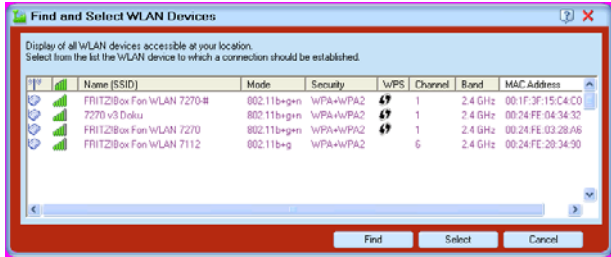 Find and Select WLAN Devices
Display of all WLAN devices accessible at your location.
Select from the list the WLAN device to which a connection should be established.
Name (SSID) Mode Security WPS Channel Band MAC Address
FRITZ!Box Fon WLAN 7270-# 802.11b+g+n WPA+WPA2 1 2.4 GHz 00:1F:3F:15:C4:C0
7270 v3 Doku 802.11b+g+n WPA+WPA2 1 2.4 GHz 00:24:FE:04:34:32
FRITZ!Box Fon WLAN 7270 802.11b+g+n WPA+WPA2 1 2.4 GHz 00:24:FE:03:28:A6
FRITZ!Box Fon WLAN 7112 802.11b+g WPA+WPA2 6 2.4 GHz 00:24:FE:20:34:90
Find Select Cancel